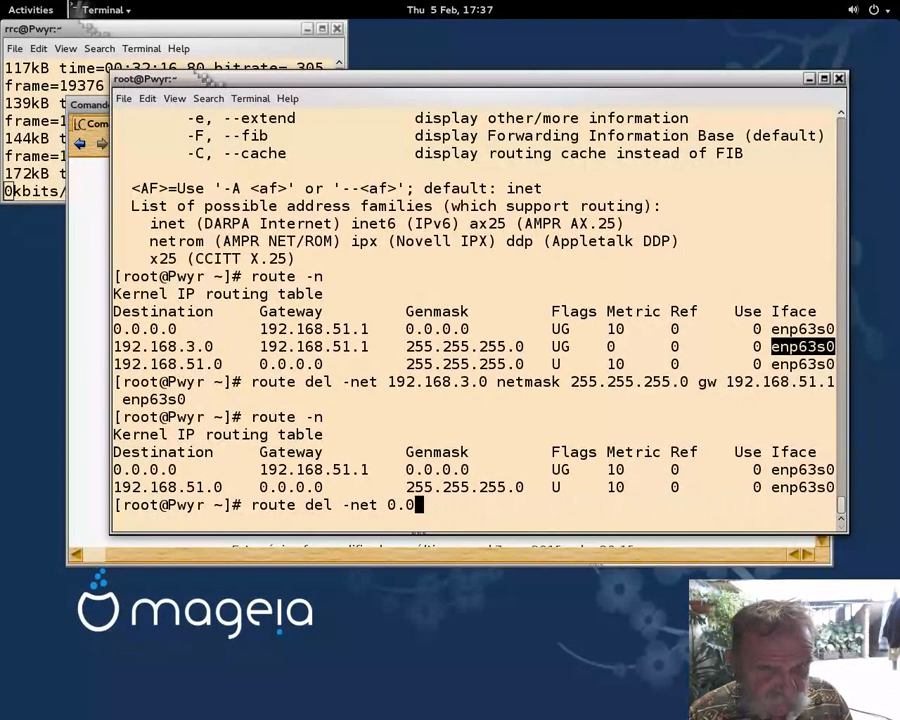 Activities Terminal Thu 5 Feb, 17:37
rrc@Pwyr:~
File Edit View Search Terminal Help
117kB time=00:32:16.80 bitrate= 305
frame=19376
139kB
frame=1
144kB
frame=1
172kB
0kbits/
Comando
Com
root@Pwyr:~
File Edit View Search Terminal Help
-e, --extend display other/more information
-F, --fib display Forwarding Information Base (default)
-C, --cache display routing cache instead of FIB
<AF>=Use '-A <af>' or '--<af>'; default: inet
List of possible address families (which support routing):
inet (DARPA Internet) inet6 (IPv6) ax25 (AMPR AX.25)
netrom (AMPR NET/ROM) ipx (Novell IPX) ddp (Appletalk DDP)
x25 (CCITT X.25)
[root@Pwyr ~]# route -n
Kernel IP routing table
Destination Gateway Genmask Flags Metric Ref Use Iface
0.0.0.0 192.168.51.1 0.0.0.0 UG 10 0 0 enp63s0
192.168.3.0 192.168.51.1 255.255.255.0 UG 0 0 0 enp63s0
192.168.51.0 0.0.0.0 255.255.255.0 U 10 0 0 enp63s0
[root@Pwyr ~]# route del -net 192.168.3.0 netmask 255.255.255.0 gw 192.168.51.1
enp63s0
[root@Pwyr ~]# route -n
Kernel IP routing table
Destination Gateway Genmask Flags Metric Ref Use Iface
0.0.0.0 192.168.51.1 0.0.0.0 UG 10 0 0 enp63s0
192.168.51.0 0.0.0.0 255.255.255.0 U 10 0 0 enp63s0
[root@Pwyr ~]# route del -net 0.0
mageia